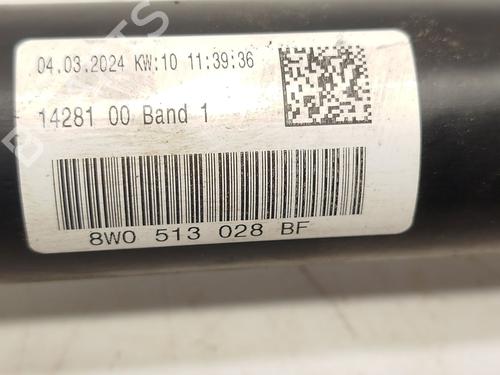 04.03.2024 KW:10 11:39:36
14281 00 Band 1
8W0 513 028 BF